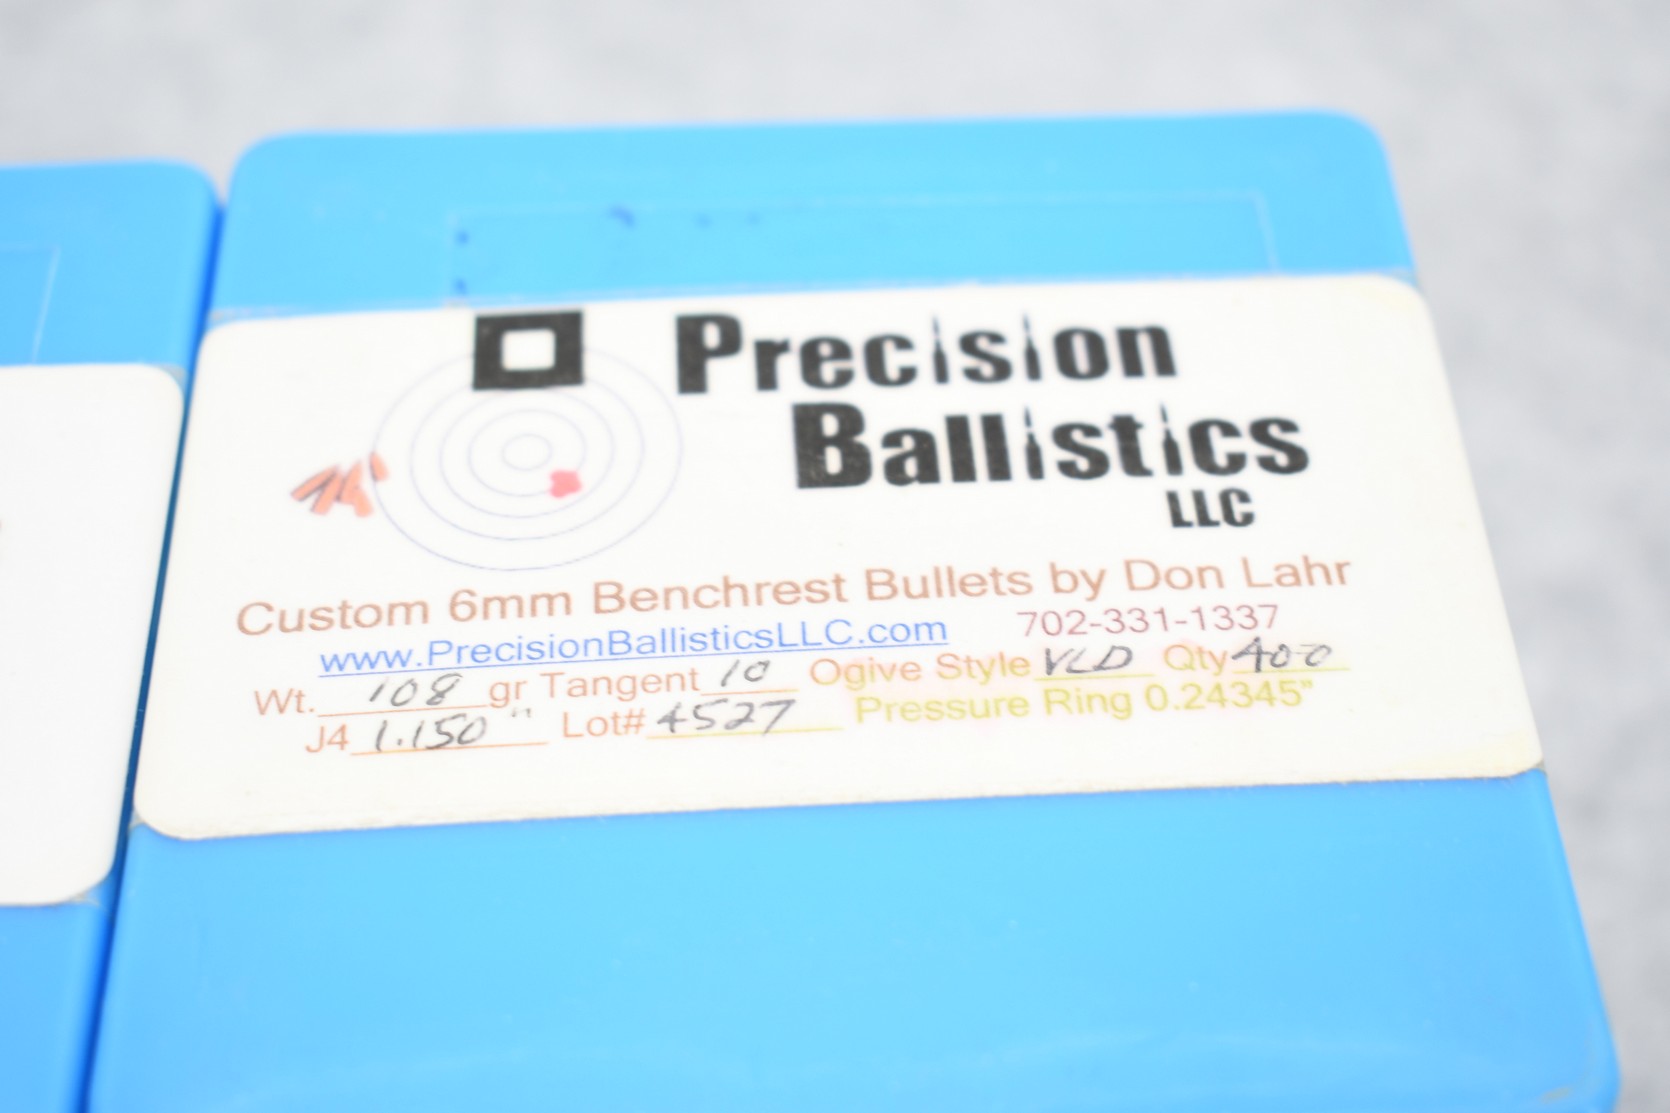 Precision
Ballistics
LLC
Custom 6mm Benchrest Bullets by Don Lahr
www.PrecisionBallisticsLLC.com 702-331-1337
Wt. 108 gr Tangent 10 Ogive Style VLD Qty 400
J4 1.150" Lot# 4527 Pressure Ring 0.24345"